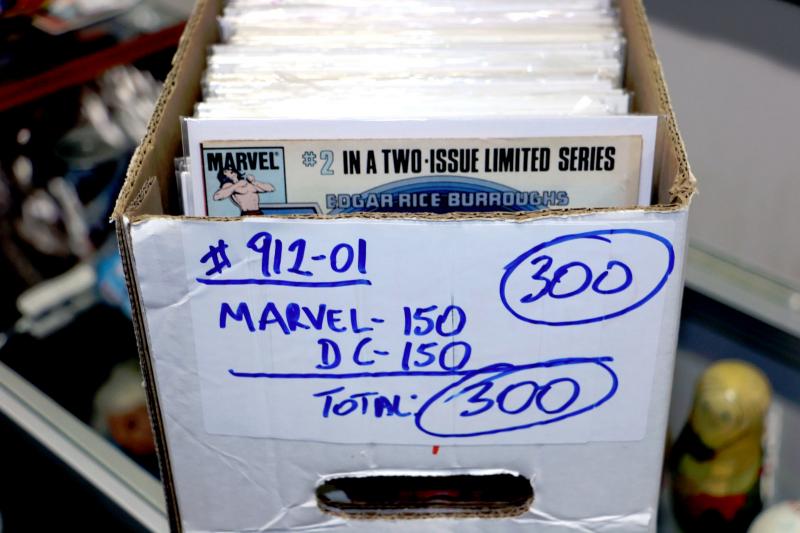 MARVEL #2 IN A TWO-ISSUE LIMITED SERIES
EDGAR RICE BURROUGHS
# 912-01
300
MARVEL- 150
DC- 150
TOTAL: 300